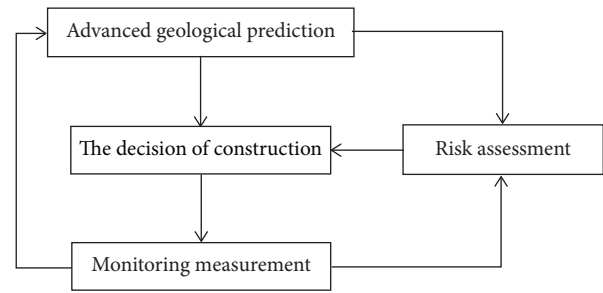 Advanced geological prediction
The decision of construction
Risk assessment
Monitoring measurement